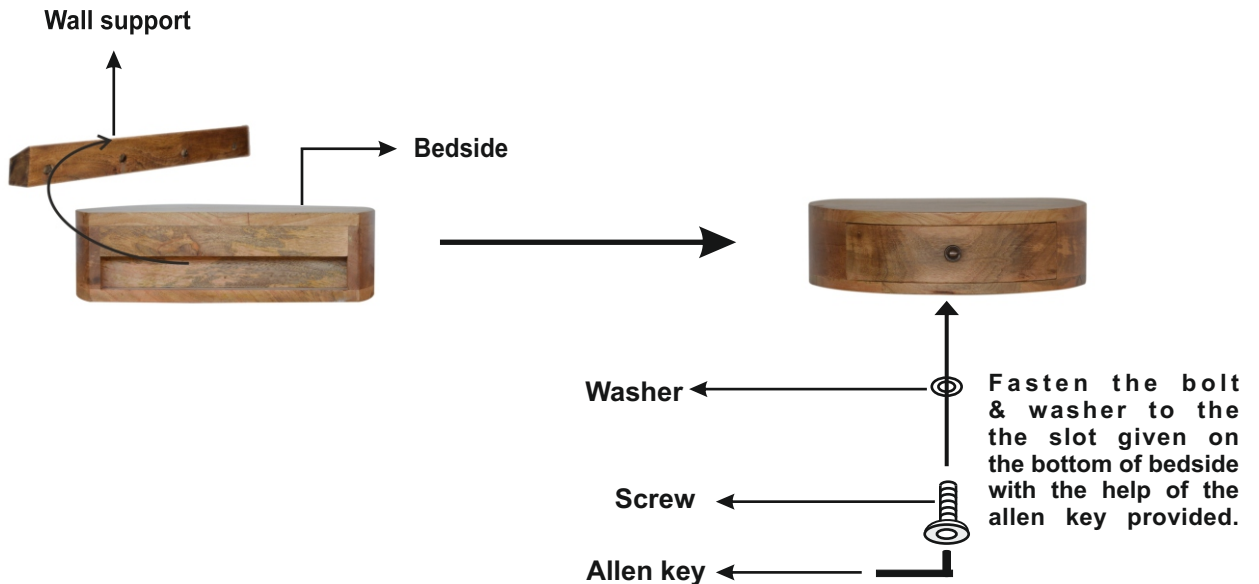 Wall support
Bedside
Washer
Fasten the bolt
& washer to the
the slot given on
the bottom of bedside
with the help of the
allen key provided.
Screw
Allen key